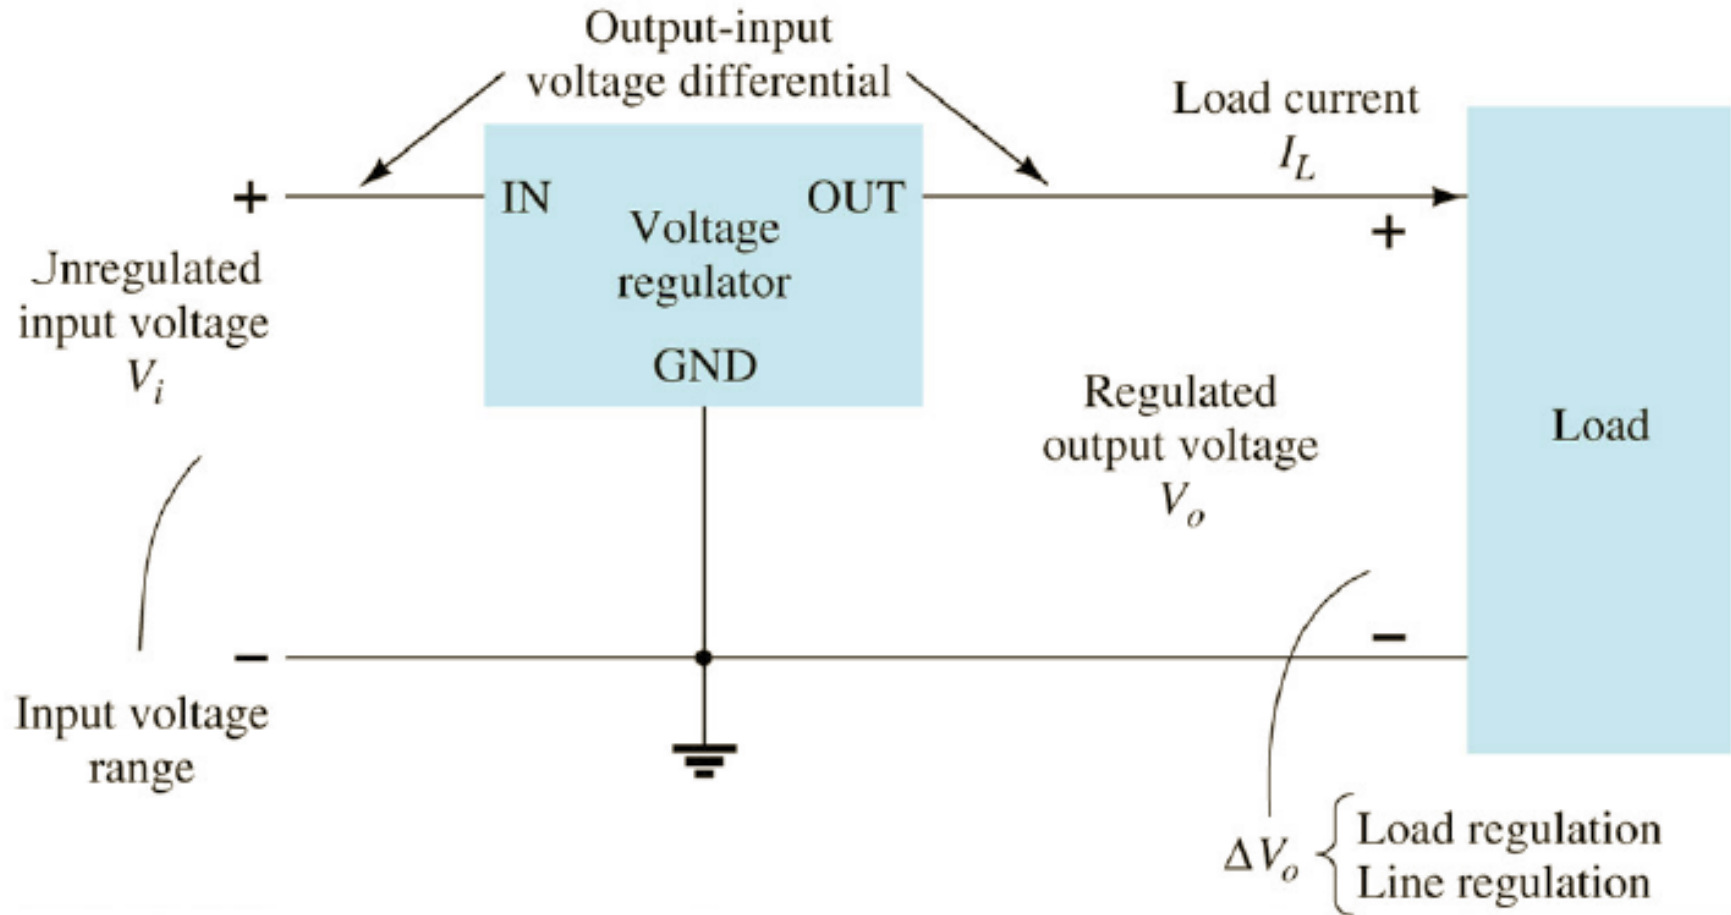 Output-input
voltage differential
Load current
I_L
+
IN
OUT
+
Voltage
regulator
Unregulated
input voltage
V_i
GND
Regulated
output voltage
V_o
Load
−
−
Input voltage
range
ΔV_o { Load regulation
Line regulation